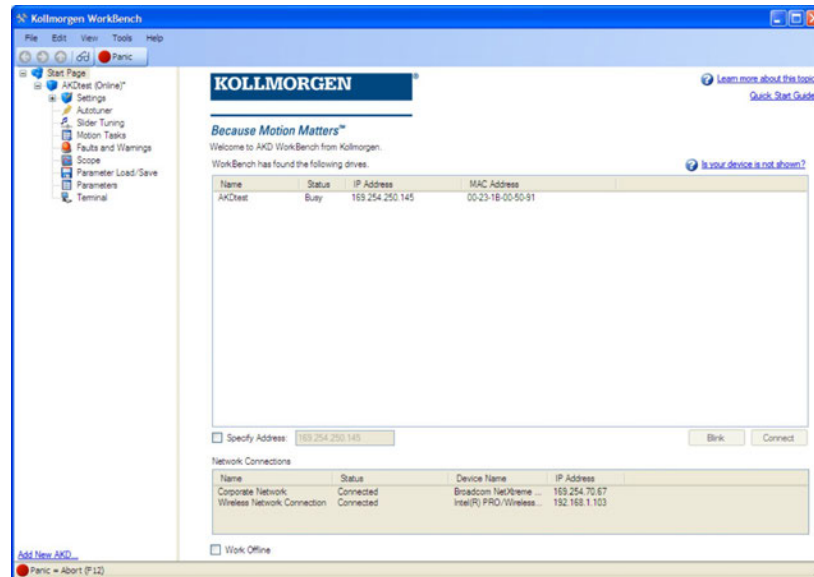 Kollmorgen WorkBench
File Edit View Tools Help
Panic
Start Page
AKDtest (Online)*
Settings
Autotuner
Slider Tuning
Motion Tasks
Faults and Warnings
Scope
Parameter Load/Save
Parameters
Terminal
Add New AKD...
KOLLMORGEN®
Because Motion Matters™
Learn more about this topic
Quick Start Guide
Welcome to AKD WorkBench from Kollmorgen.
WorkBench has found the following drives.
Is your device is not shown?
Name Status IP Address MAC Address
AKDtest Busy 169.254.250.145 00-23-1B-00-50-91
Specify Address: 169.254.250.145 Blink Connect
Network Connections
Name Status Device Name IP Address
Corporate Network Connected Broadcom NetXtreme ... 169.254.70.67
Wireless Network Connection Connected Intel(R) PRO/Wireless... 192.168.1.103
Work Offline
Panic = Abort (F12)